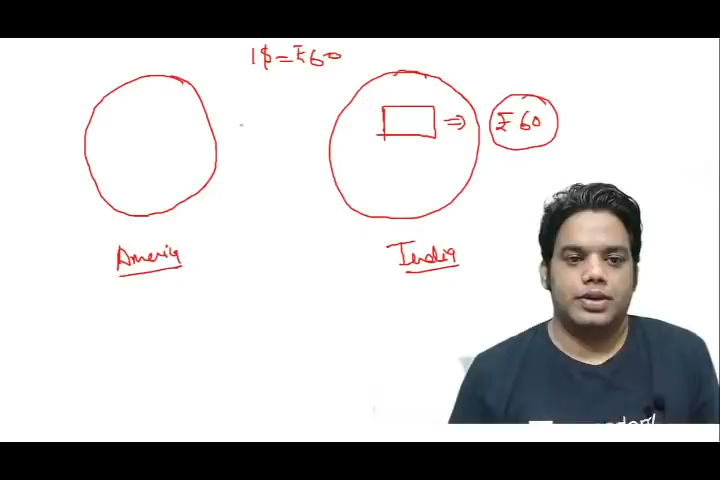 1$ = ₹60
⇒ ₹60
America
India